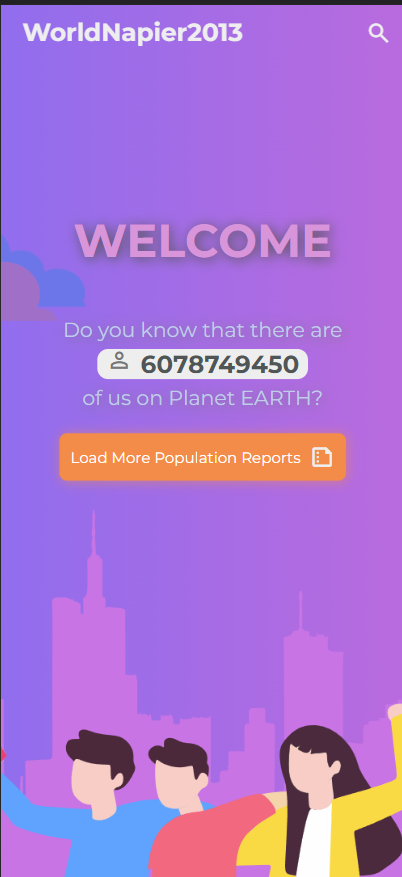 WorldNapier2013
WELCOME
Do you know that there are
6078749450
of us on Planet EARTH?
Load More Population Reports